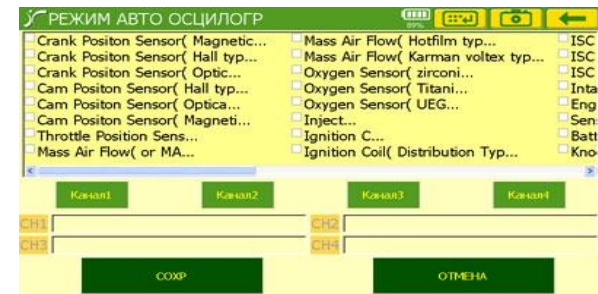 РЕЖИМ АВТО ОСЦИЛОГР
89%
Crank Positon Sensor( Magnetic...
Crank Positon Sensor( Hall typ...
Crank Positon Sensor( Optic...
Cam Positon Sensor( Hall typ...
Cam Positon Sensor( Optica...
Cam Positon Sensor( Magneti...
Throttle Position Sens...
Mass Air Flow( or MA...
Mass Air Flow( Hotfilm typ...
Mass Air Flow( Karman voltex typ...
Oxygen Sensor( zirconi...
Oxygen Sensor( Titani...
Oxygen Sensor( UEG...
Inject...
Ignition C...
Ignition Coil( Distribution Typ...
ISC
ISC
ISC
Inta
Eng
Sen
Batt
Kno
Канал1 Канал2 Канал3 Канал4
CH1 CH2
CH3 CH4
СОХР ОТМЕНА